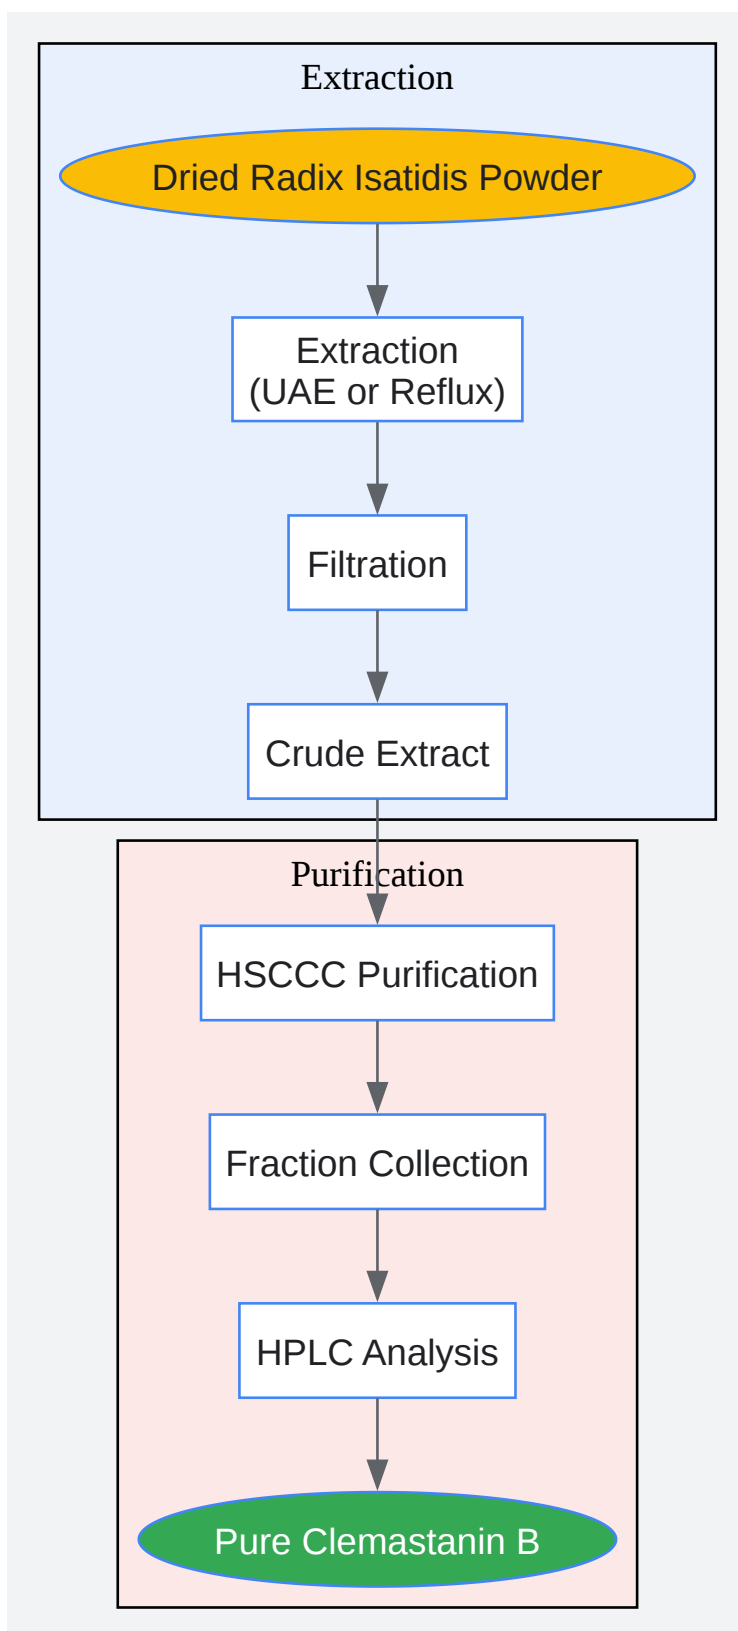 Extraction
Dried Radix Isatidis Powder
Extraction
(UAE or Reflux)
Filtration
Crude Extract
Purification
HSCCC Purification
Fraction Collection
HPLC Analysis
Pure Clemastanin B